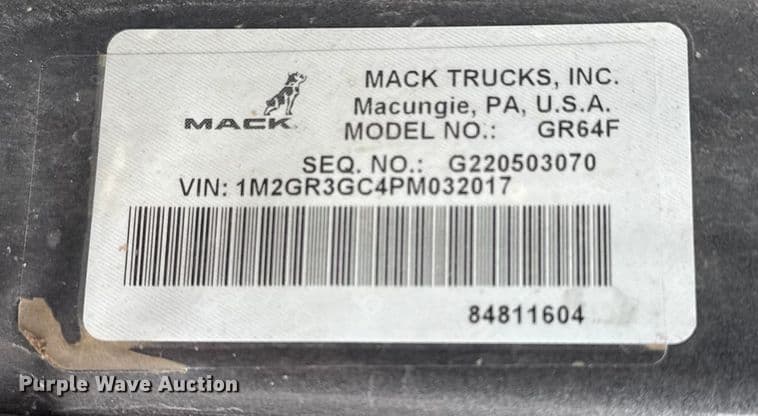 MACK
MACK TRUCKS, INC.
Macungie, PA, U.S.A.
MODEL NO.: GR64F
SEQ. NO.: G220503070
VIN: 1M2GR3GC4PM032017
84811604
Purple Wave Auction